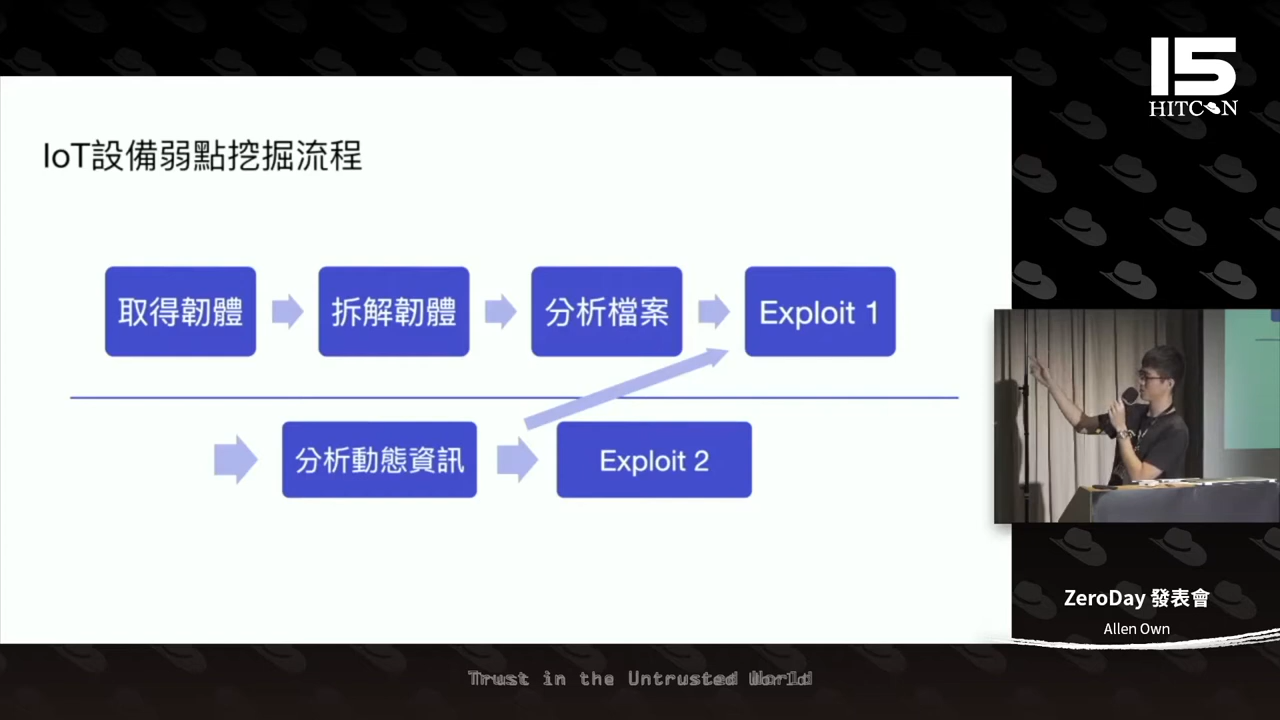 15
HITCON
IoT設備弱點挖掘流程
取得韌體
拆解韌體
分析檔案
Exploit 1
分析動態資訊
Exploit 2
ZeroDay 發表會
Allen Own
Trust in the Untrusted World